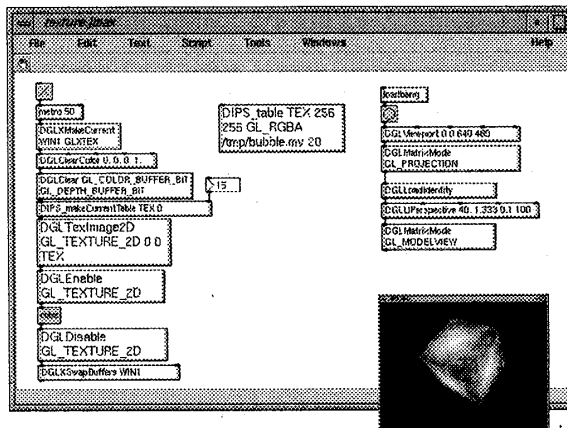 texture.jmax
File Edit Text Script Tools Windows Help
metro 50
DGLXMakeCurrent
WIN1 GLXTEX
DGLClearColor 0. 0. 0. 1.
DGLClear GL_COLOR_BUFFER_BIT
GL_DEPTH_BUFFER_BIT
15
DIPS_makeCurrentTable TEX 0
DGLTexImage2D
GL_TEXTURE_2D 0 0
TEX
DGLEnable
GL_TEXTURE_2D
DGLDisable
GL_TEXTURE_2D
DGLXSwapBuffers WIN1
DIPS_table TEX 256
256 GL_RGBA
/tmp/bubble.mv 20
loadbang
DGLViewport 0 0 640 480
DGLMatrixMode
GL_PROJECTION
DGLLoadIdentity
DGLUPerspective 40. 1.333 0.1 100.
DGLMatrixMode
GL_MODELVIEW